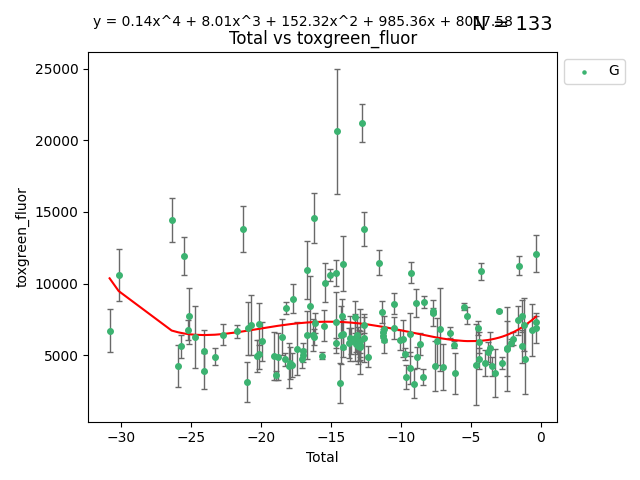 y = 0.14x^4 + 8.01x^3 + 152.32x^2 + 985.36x +
N = 133
Total vs toxgreen_fluor
G
25000
20000
15000
10000
5000
toxgreen_fluor
−30 −25 −20 −15 −10 −5 0
Total